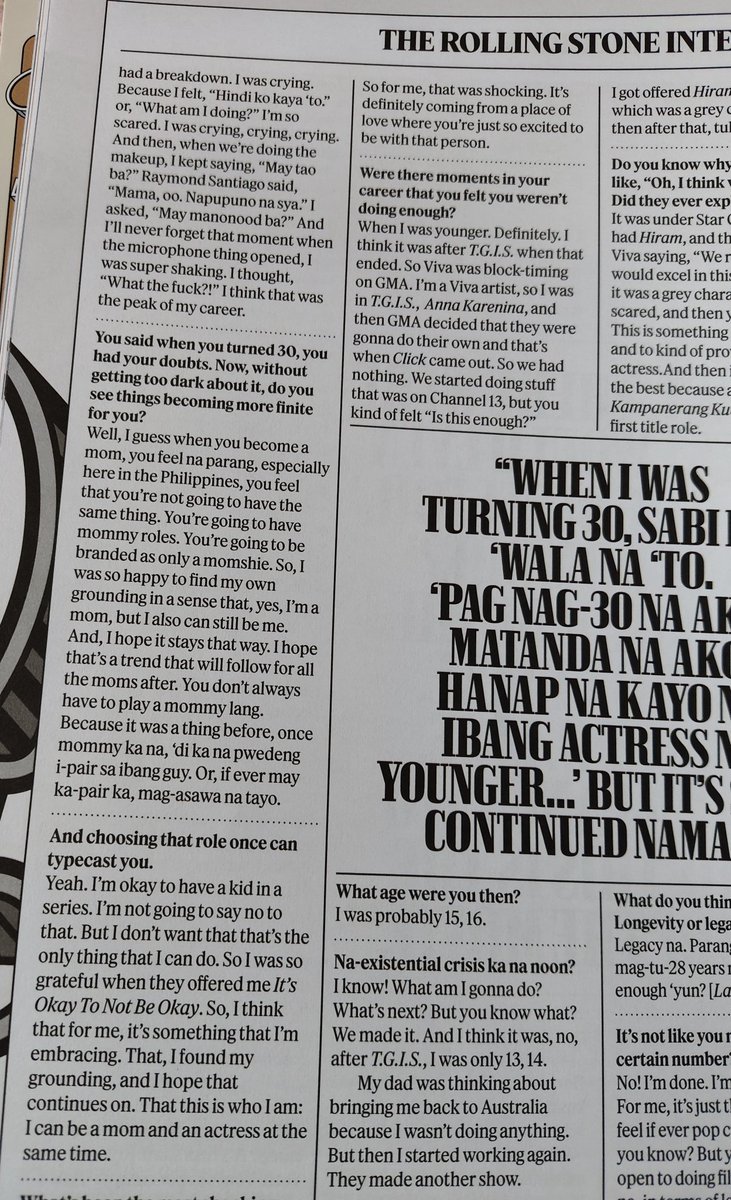 THE ROLLING STONE
had a breakdown. I was crying.
Because I felt, “Hindi ko kaya ‘to.”
or, “What am I doing?” I’m so
scared. I was crying, crying, crying.
And then, when we’re doing the
makeup, I kept saying, “May tao
ba?” Raymond Santiago said,
“Mama, oo. Napupuno na sya.” I
asked, “May manonood ba?” And
I’ll never forget that moment when
the microphone thing opened, I
was super shaking. I thought,
“What the fuck?!” I think that was
the peak of my career.
You said when you turned 30, you
had your doubts. Now, without
getting too dark about it, do you
see things becoming more finite
for you?
Well, I guess when you become a
mom, you feel na parang, especially
here in the Philippines, you feel
that you’re not going to have the
same thing. You’re going to have
mommy roles. You’re going to be
branded as only a momshie. So, I
was so happy to find my own
grounding in a sense that, yes, I’m a
mom, but I also can still be me.
And, I hope it stays that way. I hope
that’s a trend that will follow for all
the moms after. You don’t always
have to play a mommy lang.
Because it was a thing before, once
mommy ka na, ‘di ka na pwedeng
i-pair sa ibang guy. Or, if ever may
ka-pair ka, mag-asawa na tayo.
And choosing that role once can
typecast you.
Yeah. I’m okay to have a kid in a
series. I’m not going to say no to
that. But I don’t want that that’s the
only thing that I can do. So I was so
grateful when they offered me It’s
Okay To Not Be Okay. So, I think
that for me, it’s something that I’m
embracing. That, I found my
grounding, and I hope that
continues on. That this is who I am:
I can be a mom and an actress at the
same time.
So for me, that was shocking. It’s
definitely coming from a place of
love where you’re just so excited to
be with that person.
Were there moments in your
career that you felt you weren’t
doing enough?
When I was younger. Definitely. I
think it was after T.G.I.S. when that
ended. So Viva was block-timing
on GMA. I’m a Viva artist, so I was
in T.G.I.S., Anna Karenina, and
then GMA decided that they were
gonna do their own and that’s
when Click came out. So we had
nothing. We started doing stuff
that was on Channel 13, but you
kind of felt “Is this enough?”
“WHEN I WAS
TURNING 30, SABI
‘WALA NA ‘TO.
‘PAG NAG-30 NA
MATANDA NA
HANAP NA KAYO
IBANG ACTRESS
YOUNGER...’ BUT IT’S
CONTINUED
What age were you then?
I was probably 15, 16.
Na-existential crisis ka na noon?
I know! What am I gonna do?
What’s next? But you know what?
We made it. And I think it was, no,
after T.G.I.S., I was only 13, 14.
My dad was thinking about
bringing me back to Australia
because I wasn’t doing anything.
But then I started working again.
They made another show.
I got offered
which was a grey
then after that,
Do you know why
like, “Oh, I think
Did they ever
It was under Star
had Hiram, and
Viva saying, “We
would excel in this
it was a grey
scared, and then
This is something
and to kind of
actress. And then
the best because
Kampanerang
first title role.
What do you
Longevity or
Legacy na.
mag-tu-28 years
enough ‘yun?
It’s not like you
certain number
No! I’m done. I’m
For me, it’s just
feel if ever pop
you know? But
open to doing